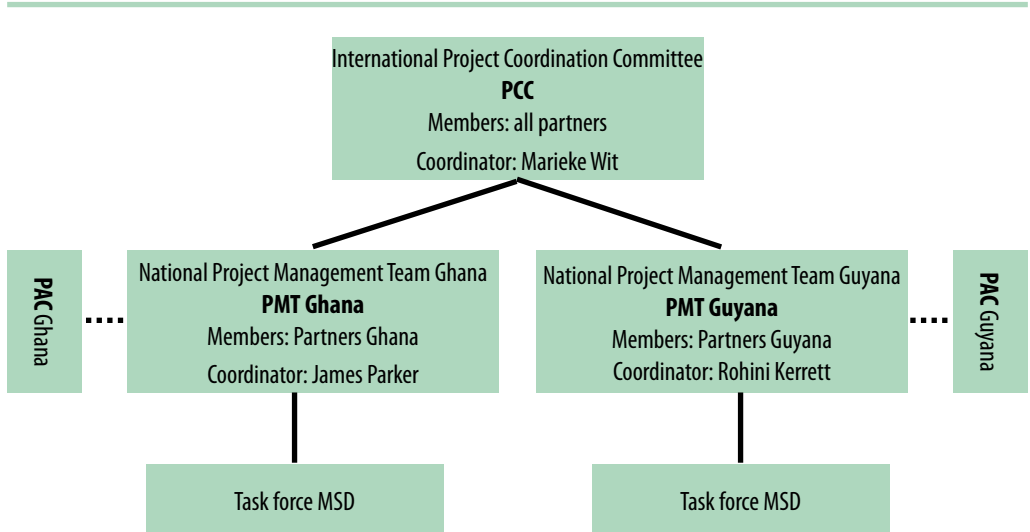 International Project Coordination Committee
PCC
Members: all partners
Coordinator: Marieke Wit
PAC Ghana
National Project Management Team Ghana
PMT Ghana
Members: Partners Ghana
Coordinator: James Parker
National Project Management Team Guyana
PMT Guyana
Members: Partners Guyana
Coordinator: Rohini Kerrett
PAC Guyana
Task force MSD
Task force MSD